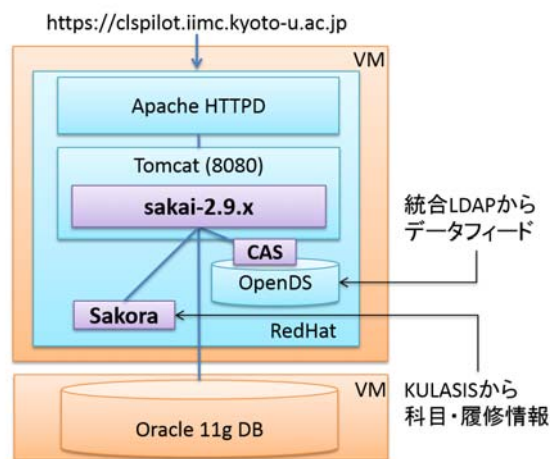 https://clspilot.iimc.kyoto-u.ac.jp
VM
Apache HTTPD
Tomcat (8080)
sakai-2.9.x
CAS
OpenDS
Sakora
RedHat
統合LDAPから
データフィード
KULASISから
科目・履修情報
VM
Oracle 11g DB